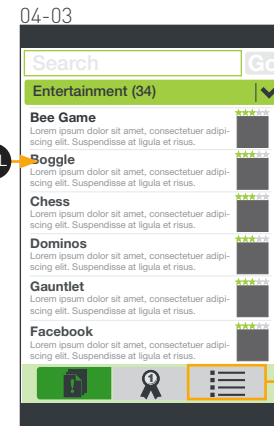 04-03
Search
Go
Entertainment (34)
Bee Game
Lorem ipsum dolor sit amet, consectetuer adipi-
scing elit. Suspendisse at ligula et risus.
L
Boggle
Lorem ipsum dolor sit amet, consectetuer adipi-
scing elit. Suspendisse at ligula et risus.
Chess
Lorem ipsum dolor sit amet, consectetuer adipi-
scing elit. Suspendisse at ligula et risus.
Dominos
Lorem ipsum dolor sit amet, consectetuer adipi-
scing elit. Suspendisse at ligula et risus.
Gauntlet
Lorem ipsum dolor sit amet, consectetuer adipi-
scing elit. Suspendisse at ligula et risus.
Facebook
Lorem ipsum dolor sit amet, consectetuer adipi-
scing elit. Suspendisse at ligula et risus.
!
1